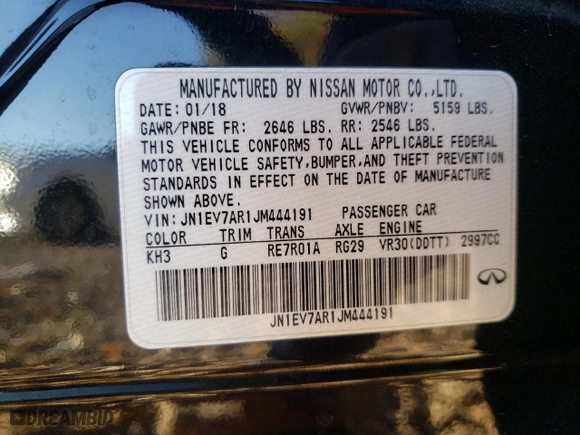 MANUFACTURED BY NISSAN MOTOR CO.,LTD.
DATE: 01/18 GVWR/PNBV: 5159 LBS.
GAWR/PNBE FR: 2646 LBS. RR: 2546 LBS.
THIS VEHICLE CONFORMS TO ALL APPLICABLE FEDERAL
MOTOR VEHICLE SAFETY,BUMPER,AND THEFT PREVENTION
STANDARDS IN EFFECT ON THE DATE OF MANUFACTURE
SHOWN ABOVE.
VIN: JN1EV7AR1JM444191 PASSENGER CAR
COLOR TRIM TRANS AXLE ENGINE
KH3 G RE7R01A RG29 VR30(DDTT) 2997CC
JN1EV7AR1JM444191
DREAMBID